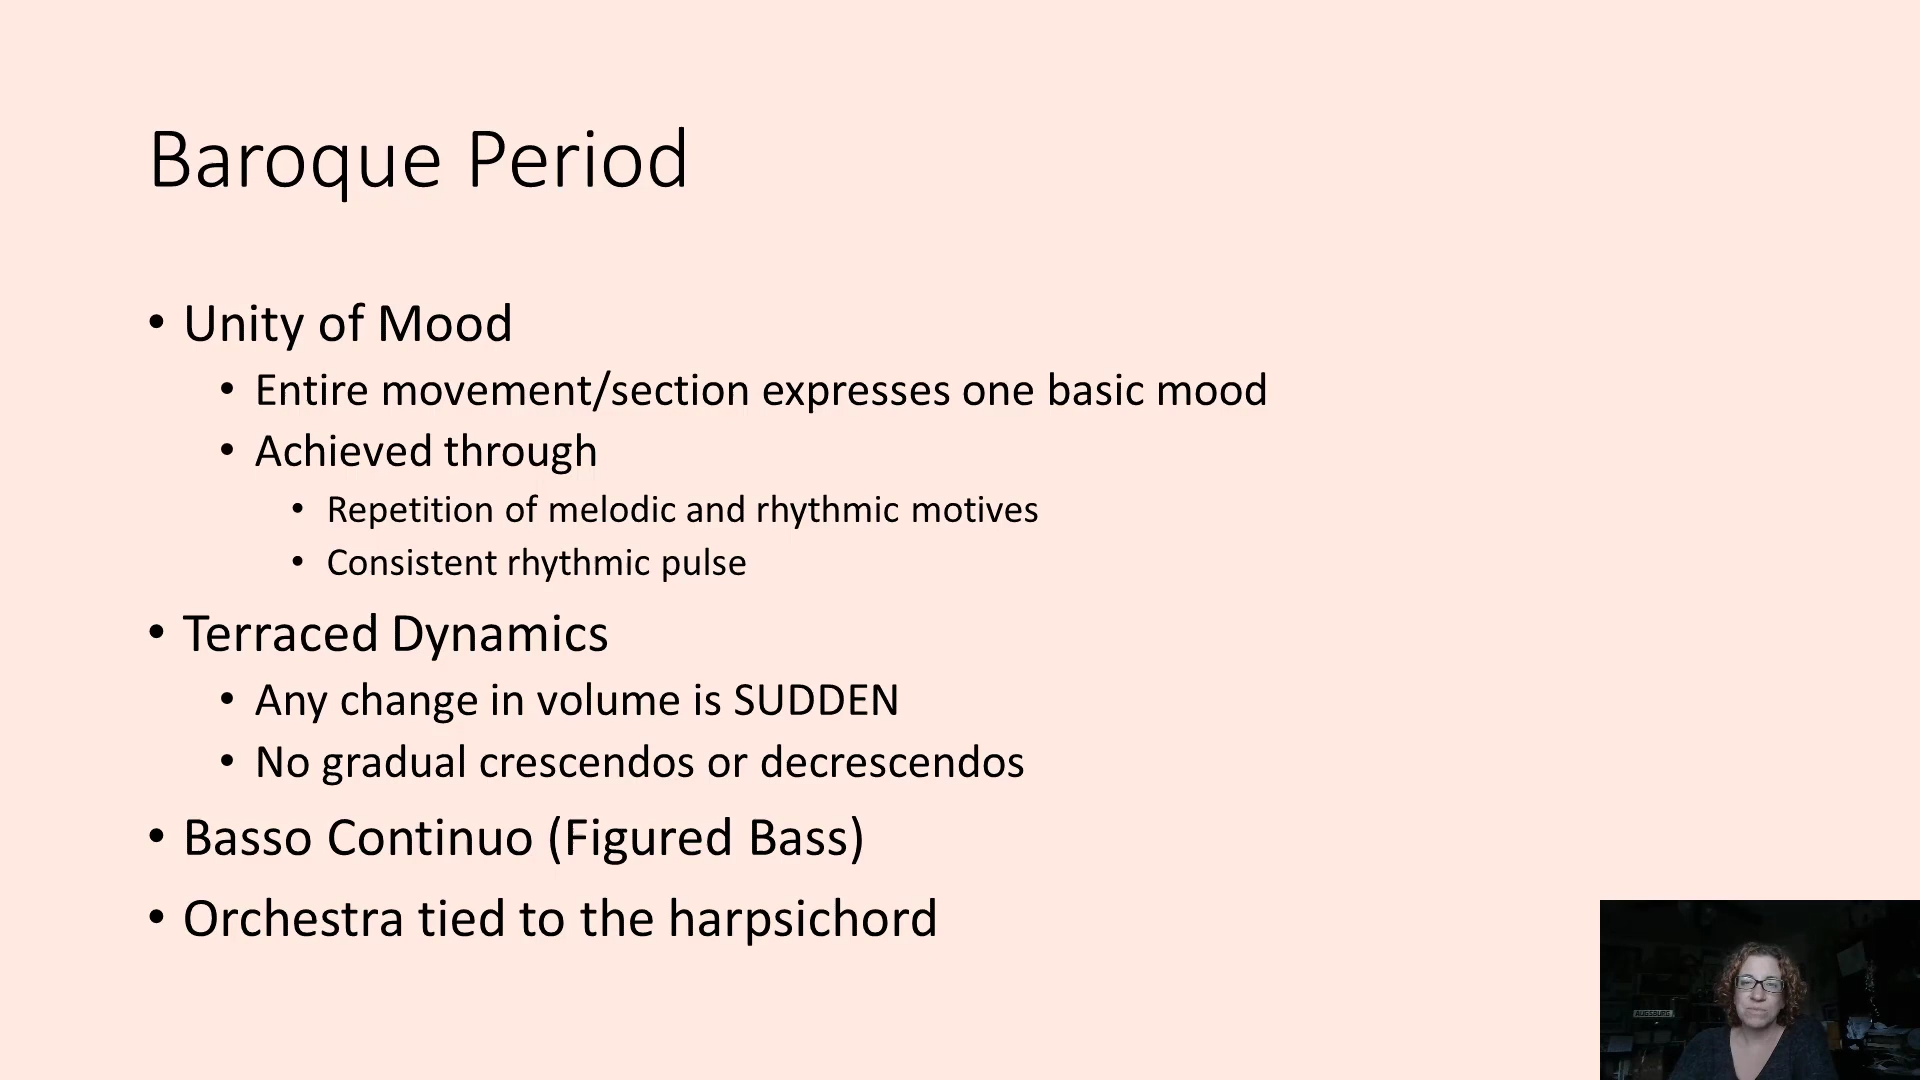 Baroque Period
• Unity of Mood
• Entire movement/section expresses one basic mood
• Achieved through
• Repetition of melodic and rhythmic motives
• Consistent rhythmic pulse
• Terraced Dynamics
• Any change in volume is SUDDEN
• No gradual crescendos or decrescendos
• Basso Continuo (Figured Bass)
• Orchestra tied to the harpsichord
AUGSBURG